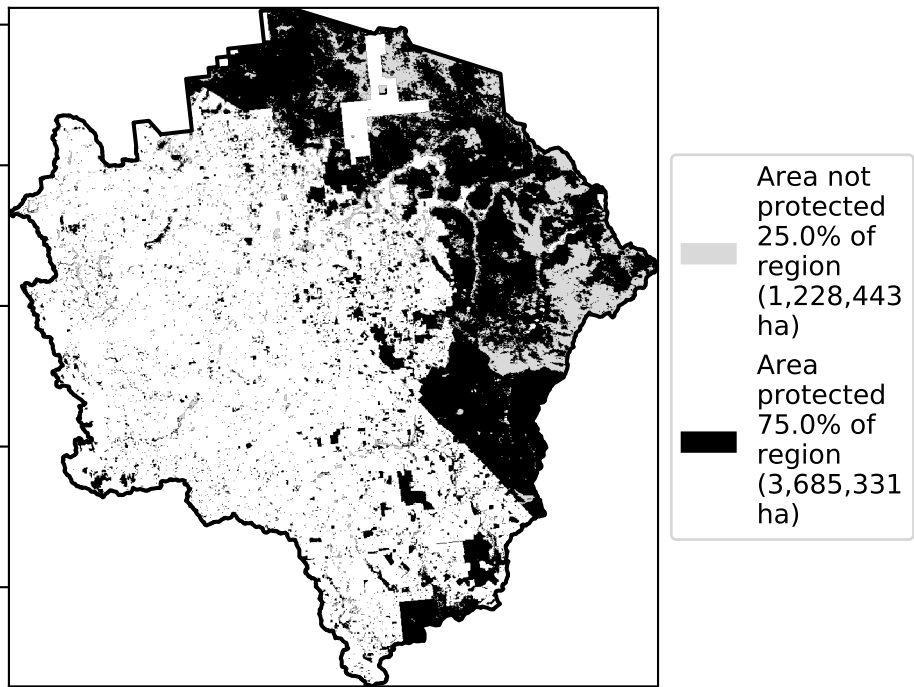 Area not
protected
25.0% of
region
(1,228,443
ha)
Area
protected
75.0% of
region
(3,685,331
ha)